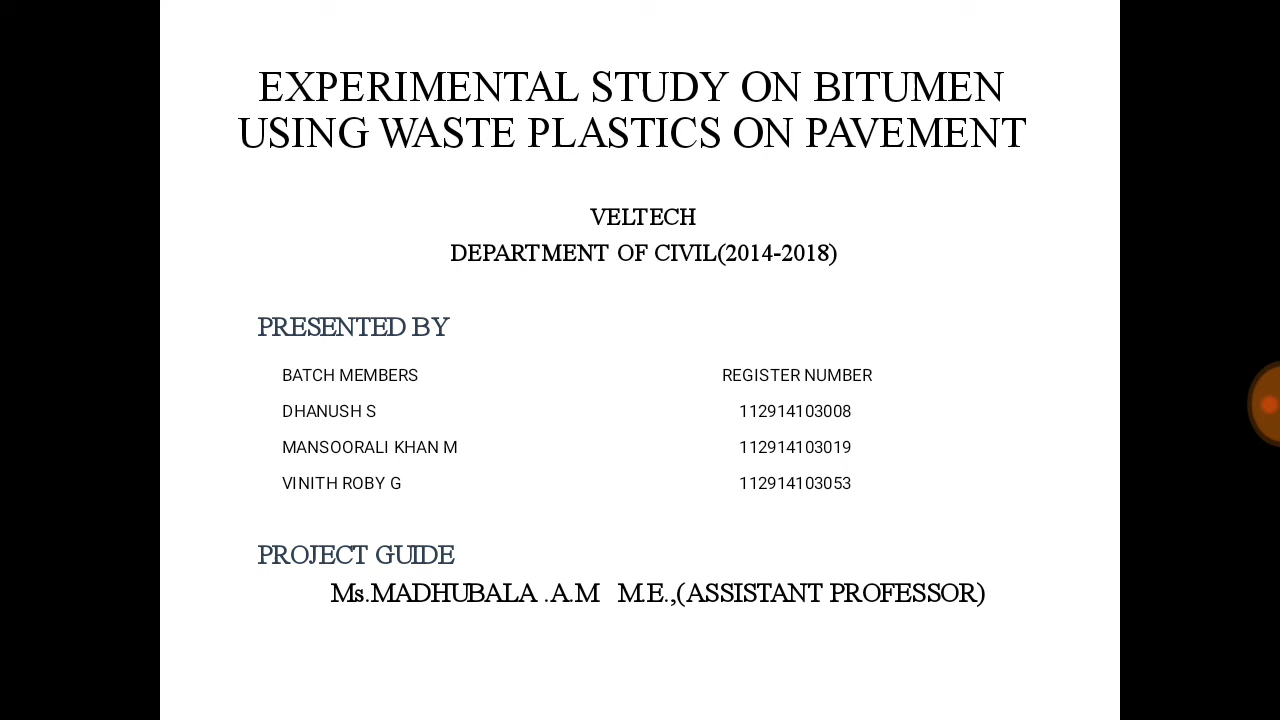 EXPERIMENTAL STUDY ON BITUMEN
USING WASTE PLASTICS ON PAVEMENT
VELTECH
DEPARTMENT OF CIVIL(2014-2018)
PRESENTED BY
BATCH MEMBERS REGISTER NUMBER
DHANUSH S 112914103008
MANSOORALI KHAN M 112914103019
VINITH ROBY G 112914103053
PROJECT GUIDE
Ms.MADHUBALA .A.M M.E.,(ASSISTANT PROFESSOR)